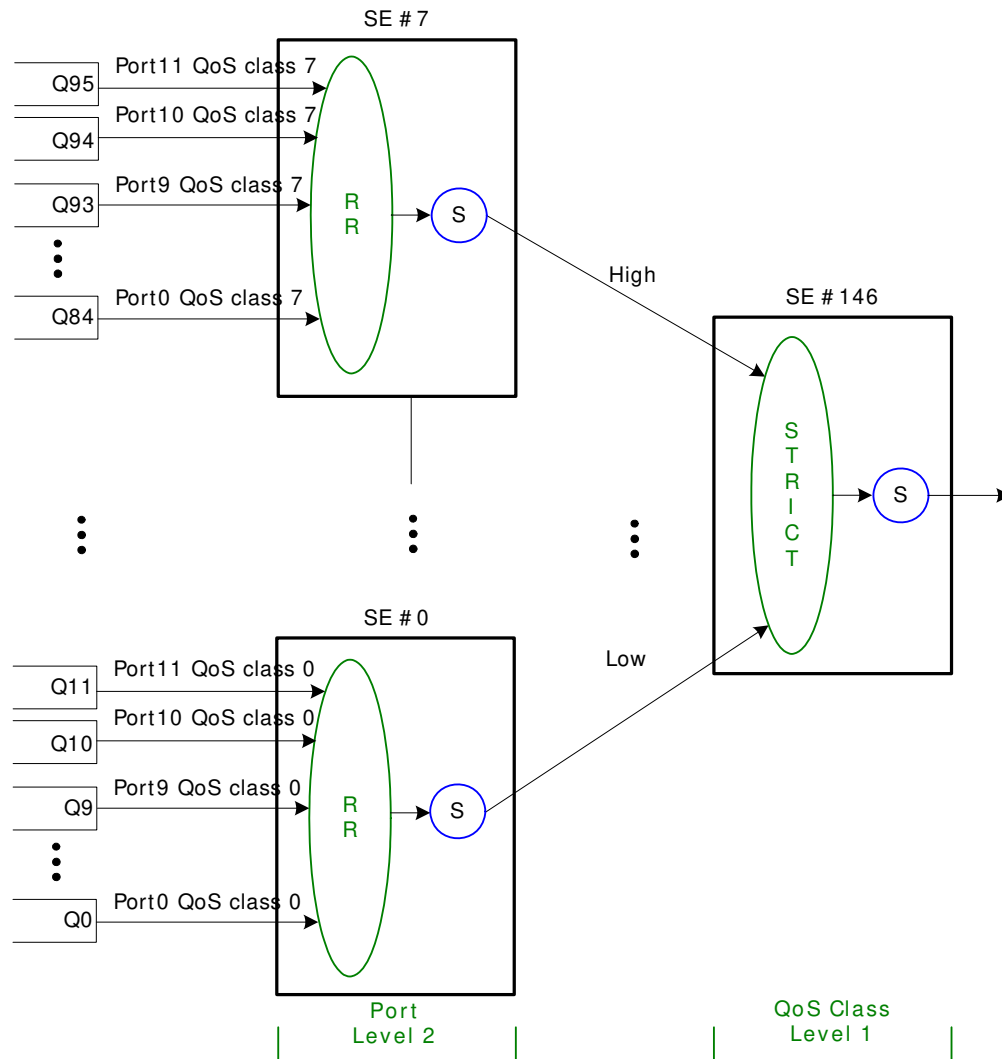 SE # 7
Q95
Port11 QoS class 7
Q94
Port10 QoS class 7
Q93
Port9 QoS class 7
Q84
Port0 QoS class 7
R
R
S
High
SE # 146
S
T
R
I
C
T
S
SE # 0
Low
Q11
Port11 QoS class 0
Q10
Port10 QoS class 0
Q9
Port9 QoS class 0
Q0
Port0 QoS class 0
R
R
S
Port
Level 2
QoS Class
Level 1